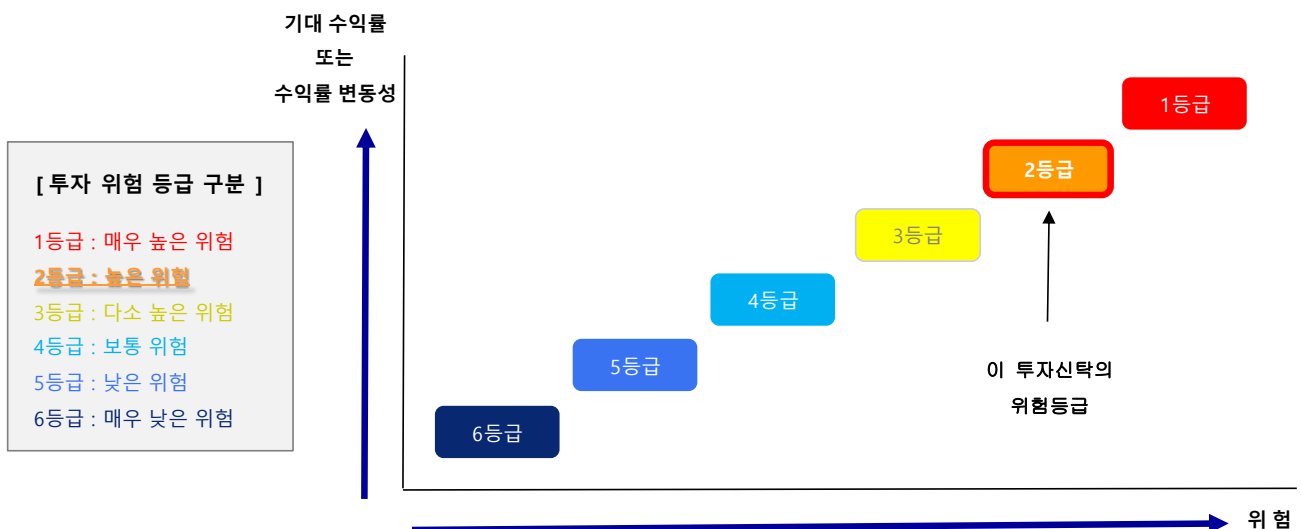 기대 수익률
또는
수익률 변동성
1등급
2등급
3등급
4등급
5등급
6등급
[ 투자 위험 등급 구분 ]
1등급 : 매우 높은 위험
2등급 : 높은 위험
3등급 : 다소 높은 위험
4등급 : 보통 위험
5등급 : 낮은 위험
6등급 : 매우 낮은 위험
이 투자신탁의
위험등급
위 험